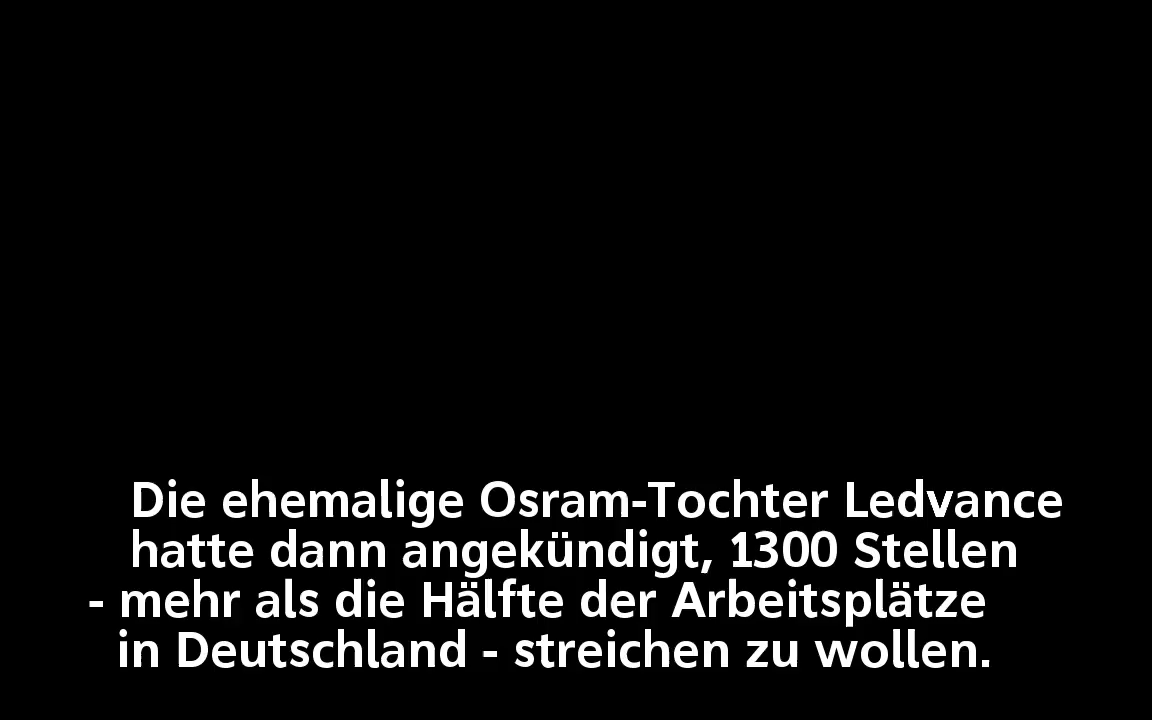 Die ehemalige Osram-Tochter Ledvance
hatte dann angekündigt, 1300 Stellen
- mehr als die Hälfte der Arbeitsplätze
in Deutschland - streichen zu wollen.